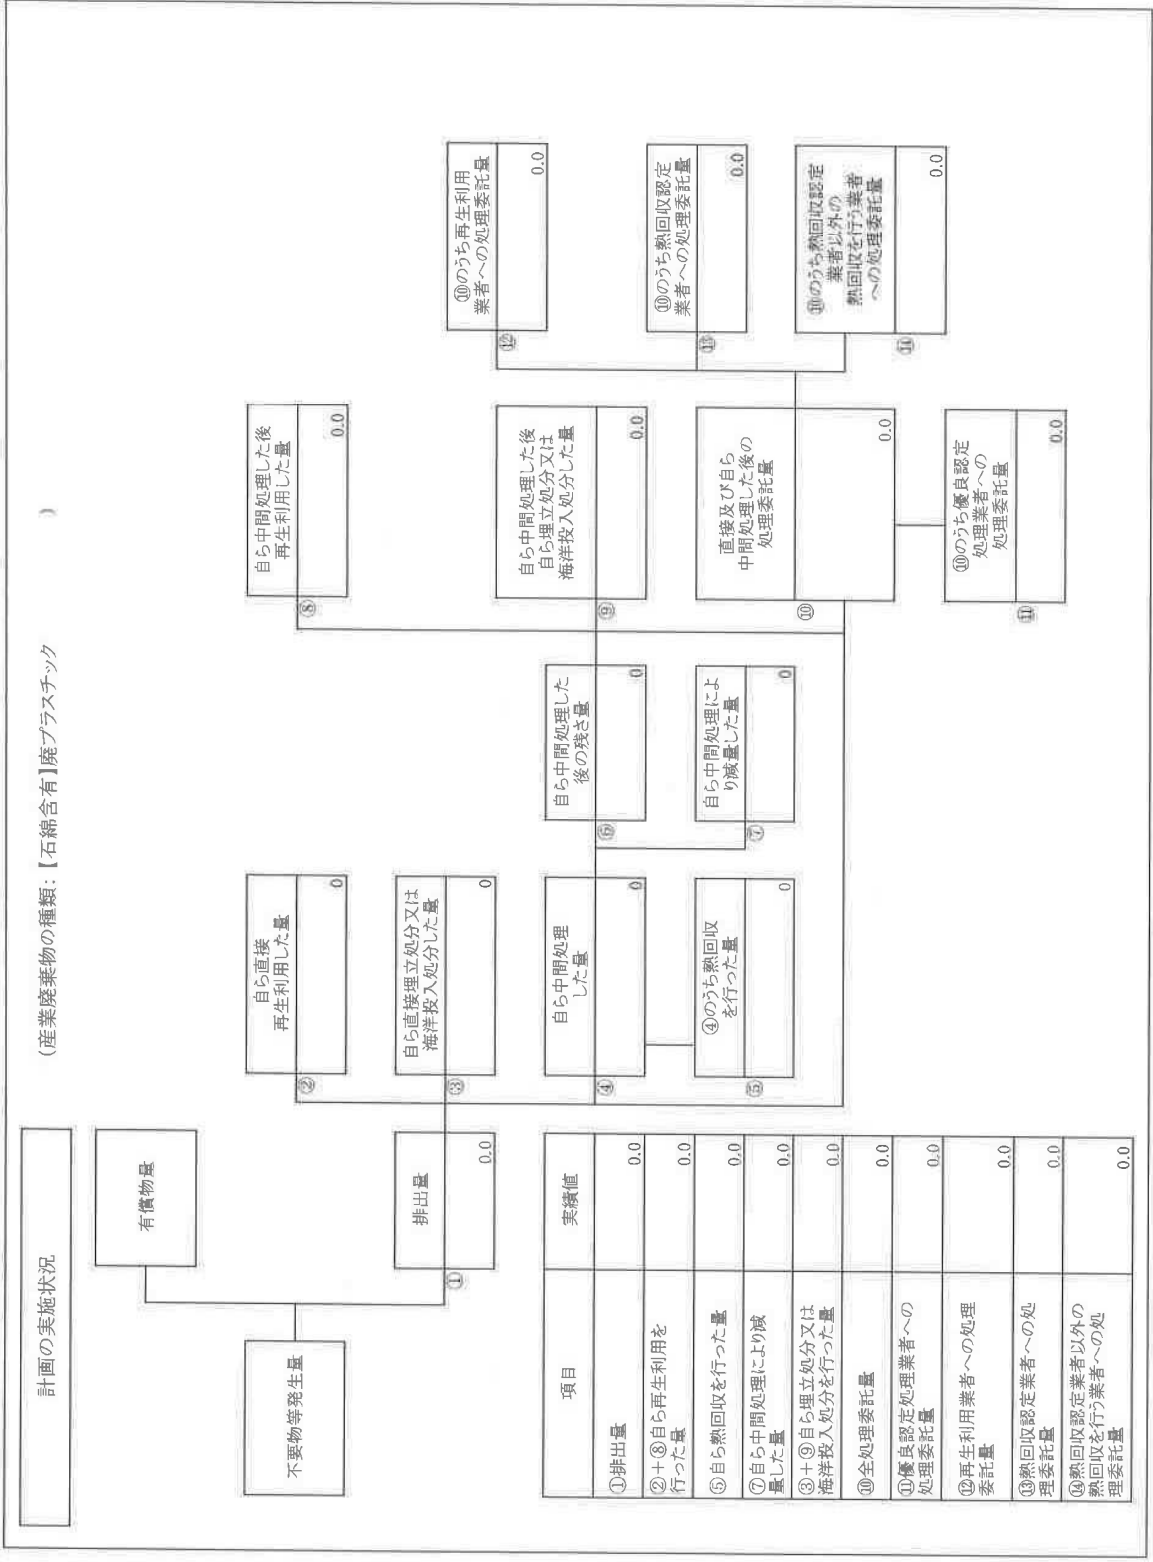 計画の実施状況
(産業廃棄物の種類:【石綿含有】廃プラスチック
)
不要物等発生量
有償物量
①
排出量
0.0
②
自ら直接
再生利用した量
0
③
自ら直接埋立処分又は
海洋投入処分した量
0
④
自ら中間処理
した量
0
⑤
④のうち熱回収
を行った量
0
⑥
自ら中間処理した
後の残さ量
0
⑦
自ら中間処理によ
り減量した量
0
⑧
自ら中間処理した後
再生利用した量
0.0
⑨
自ら中間処理した後
自ら埋立処分又は
海洋投入処分した量
0.0
⑩
直接及び自ら
中間処理した後の
処理委託量
0.0
⑪
⑩のうち優良認定
処理業者への
処理委託量
0.0
⑫
⑩のうち再生利用
業者への処理委託量
0.0
⑬
⑩のうち熱回収認定
業者への処理委託量
0.0
⑭
⑩のうち熱回収認定
業者以外の
熱回収を行う業者
への処理委託量
0.0
項目 実績値
①排出量 0.0
②+⑧自ら再生利用を
行った量 0.0
⑤自ら熱回収を行った量 0.0
⑦自ら中間処理により減
量した量 0.0
③+⑨自ら埋立処分又は
海洋投入処分を行った量 0.0
⑩全処理委託量 0.0
⑪優良認定処理業者への
処理委託量 0.0
⑫再生利用業者への処理
委託量 0.0
⑬熱回収認定業者への処
理委託量 0.0
⑭熱回収認定業者以外の
熱回収を行う業者への処
理委託量 0.0